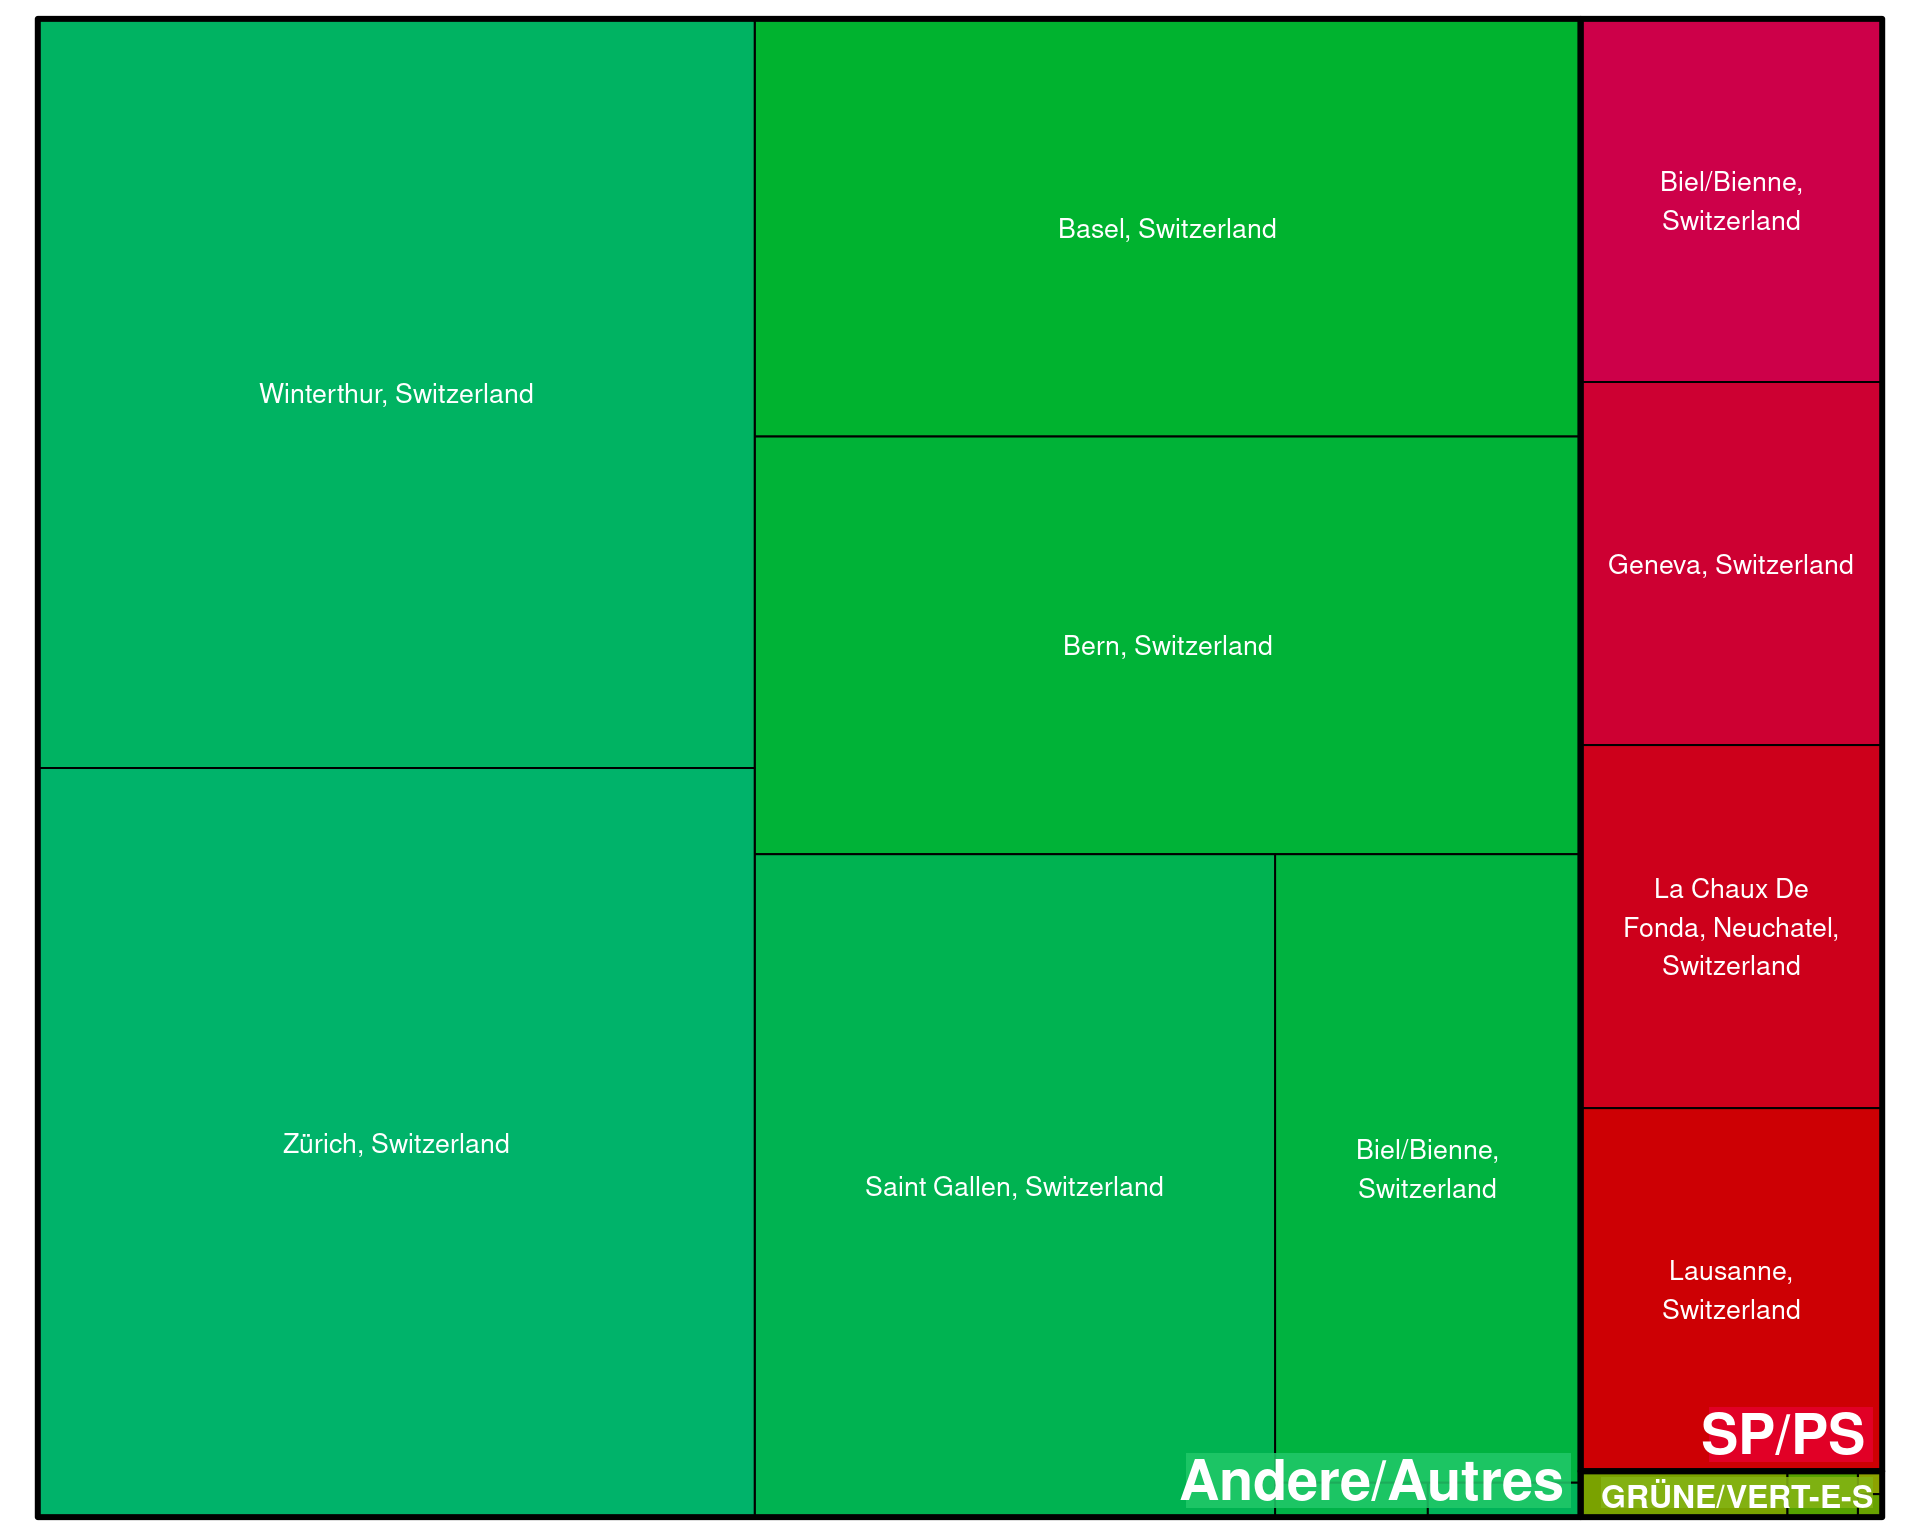 Winterthur, Switzerland
Zürich, Switzerland
Basel, Switzerland
Bern, Switzerland
Saint Gallen, Switzerland
Biel/Bienne,
Switzerland
Andere/Autres
Biel/Bienne,
Switzerland
Geneva, Switzerland
La Chaux De
Fonda, Neuchatel,
Switzerland
Lausanne,
Switzerland
SP/PS
GRÜNE/VERT-E-S